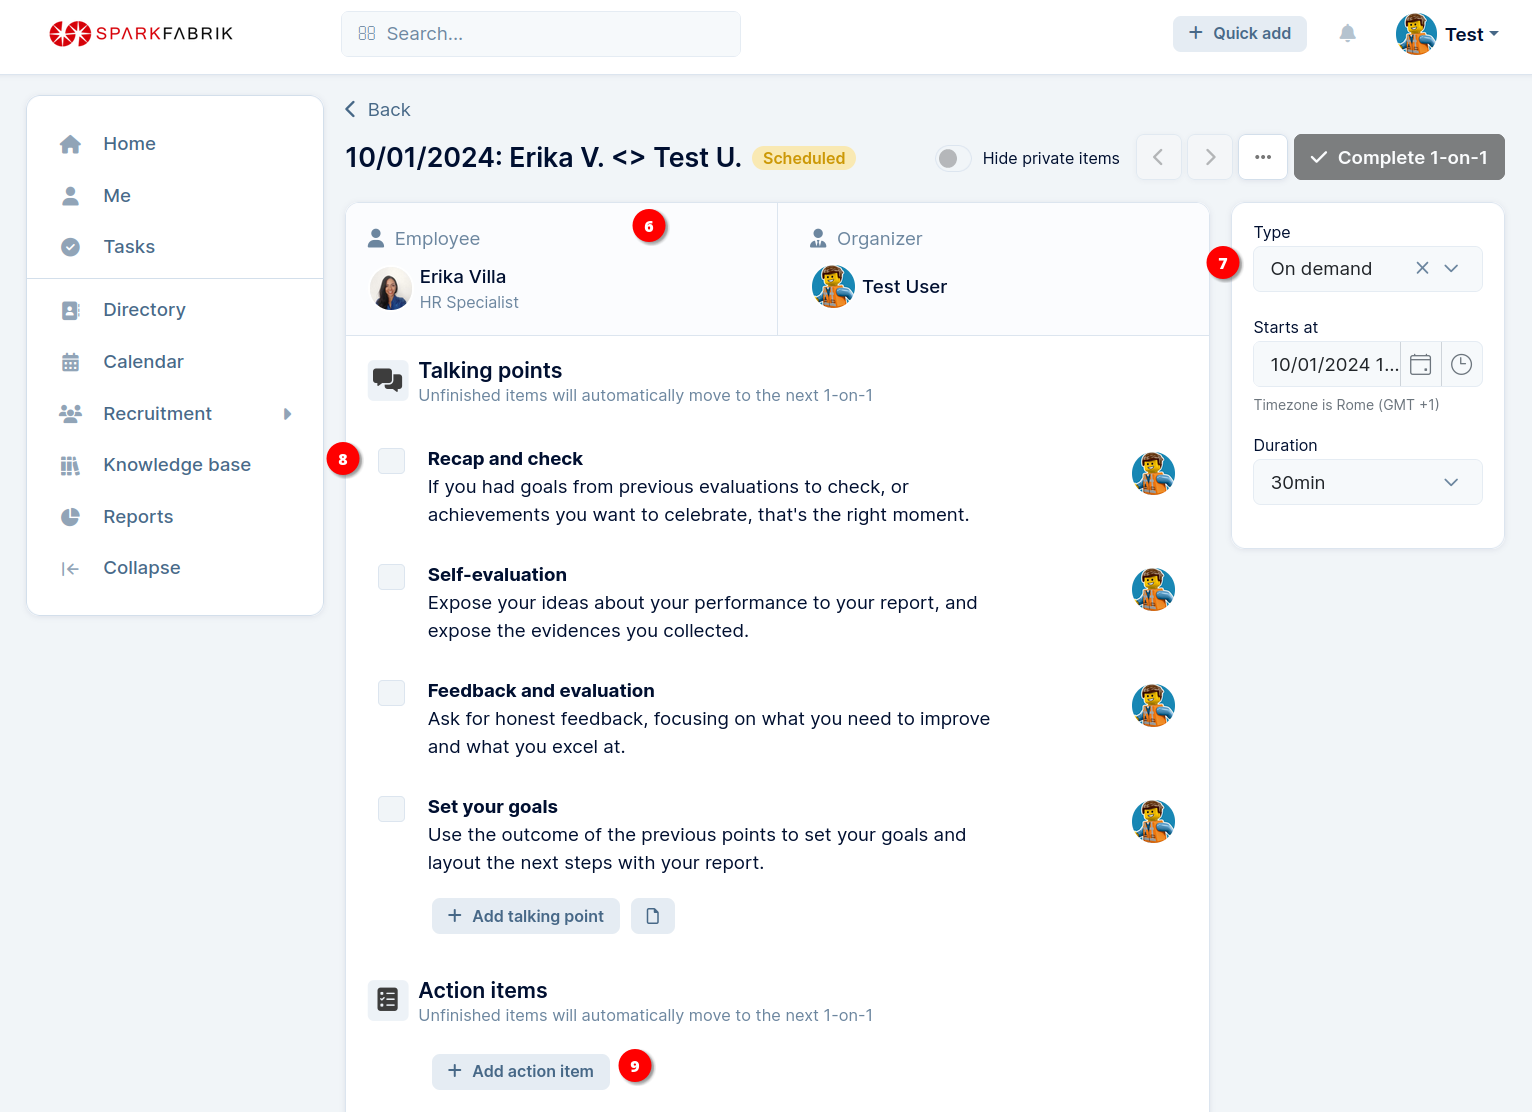 SPARKFABRIK
Search...
Quick add
Test
Home
Me
Tasks
Directory
Calendar
Recruitment
Knowledge base
Reports
Collapse
Back
10/01/2024: Erika V. <> Test U.
Scheduled
Hide private items
Complete 1-on-1
6
Employee
Erika Villa
HR Specialist
Organizer
Test User
7
Type
On demand
Starts at
10/01/2024 1...
Timezone is Rome (GMT +1)
Duration
30min
Talking points
Unfinished items will automatically move to the next 1-on-1
8
Recap and check
If you had goals from previous evaluations to check, or
achievements you want to celebrate, that's the right moment.
Self-evaluation
Expose your ideas about your performance to your report, and
expose the evidences you collected.
Feedback and evaluation
Ask for honest feedback, focusing on what you need to improve
and what you excel at.
Set your goals
Use the outcome of the previous points to set your goals and
layout the next steps with your report.
Add talking point
Action items
Unfinished items will automatically move to the next 1-on-1
Add action item
9